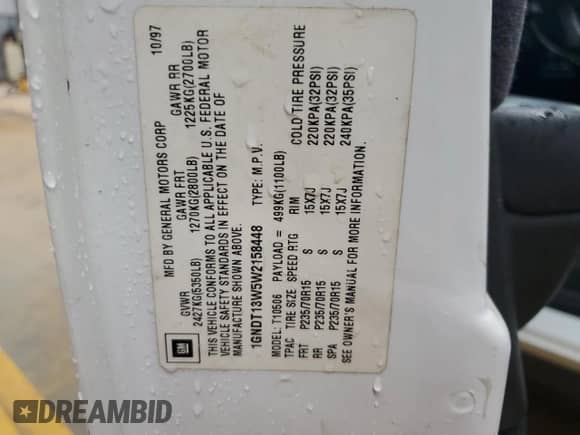 MFD BY GENERAL MOTORS CORP 10/97
GVWR GAWR FRT GAWR RR
2427KG(5350LB) 1270KG(2800LB) 1225KG(2700LB)
THIS VEHICLE CONFORMS TO ALL APPLICABLE U.S. FEDERAL MOTOR
VEHICLE SAFETY STANDARDS IN EFFECT ON THE DATE OF
MANUFACTURE SHOWN ABOVE.
1GNDT13W5W2158448 TYPE: M.P.V.
MODEL: T10506 PAYLOAD = 499KG(1100LB)
TPAC TIRE SIZE SPEED RTG RIM COLD TIRE PRESSURE
FRT P235/70R15 S 15X7J 220KPA(32PSI)
RR P235/70R15 S 15X7J 220KPA(32PSI)
SPA P235/70R15 S 15X7J 240KPA(35PSI)
SEE OWNER'S MANUAL FOR MORE INFORMATION.
GM
DREAMBID